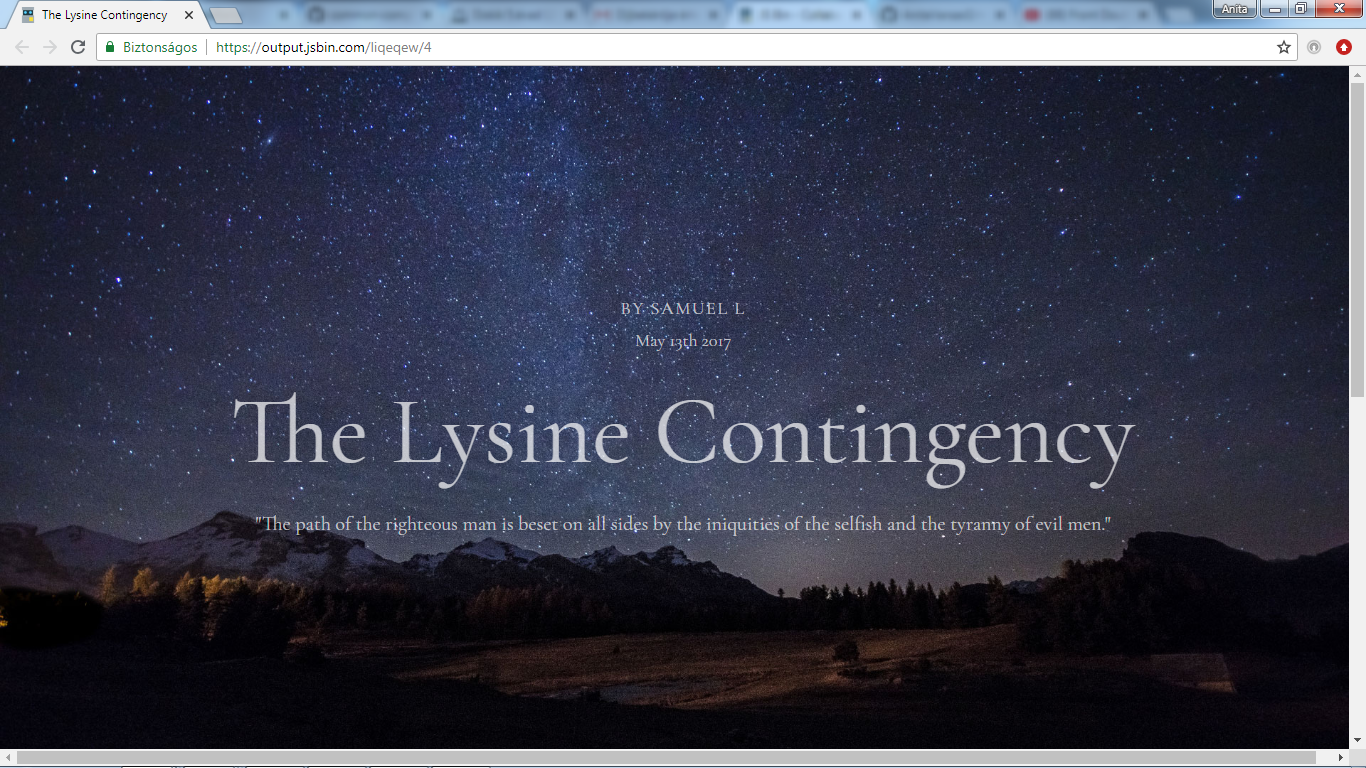 The Lysine Contingency
Anita
Biztonságos
https://output.jsbin.com/liqeqew/4
BY SAMUEL L
May 13th 2017
The Lysine Contingency
"The path of the righteous man is beset on all sides by the iniquities of the selfish and the tyranny of evil men."